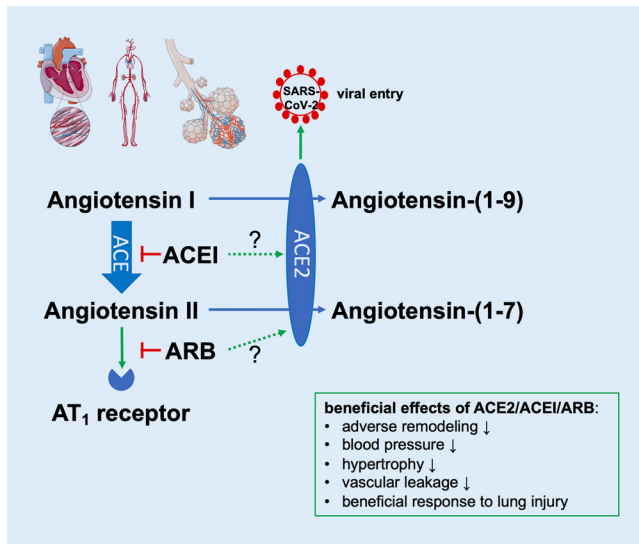 SARS-
CoV-2
viral entry
Angiotensin I
Angiotensin-(1-9)
ACE
ACEI
?
ACE2
Angiotensin II
Angiotensin-(1-7)
ARB
?
AT₁ receptor
beneficial effects of ACE2/ACEI/ARB:
• adverse remodeling ↓
• blood pressure ↓
• hypertrophy ↓
• vascular leakage ↓
• beneficial response to lung injury